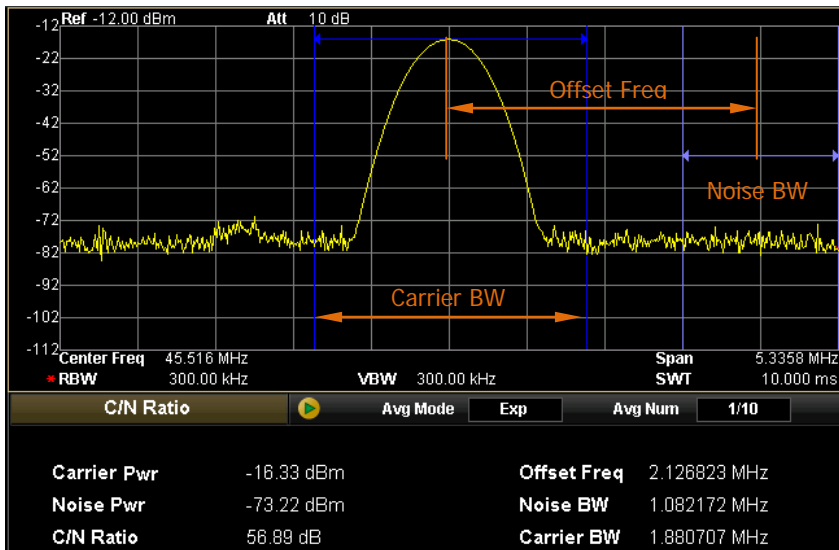 Ref -12.00 dBm Att 10 dB
-12
-22
-32
-42
-52
-62
-72
-82
-92
-102
-112
Offset Freq
Noise BW
Carrier BW
Center Freq 45.516 MHz Span 5.3358 MHz
*RBW 300.00 kHz VBW 300.00 kHz SWT 10.000 ms
C/N Ratio Avg Mode Exp Avg Num 1/10
Carrier Pwr -16.33 dBm Offset Freq 2.126823 MHz
Noise Pwr -73.22 dBm Noise BW 1.082172 MHz
C/N Ratio 56.89 dB Carrier BW 1.880707 MHz